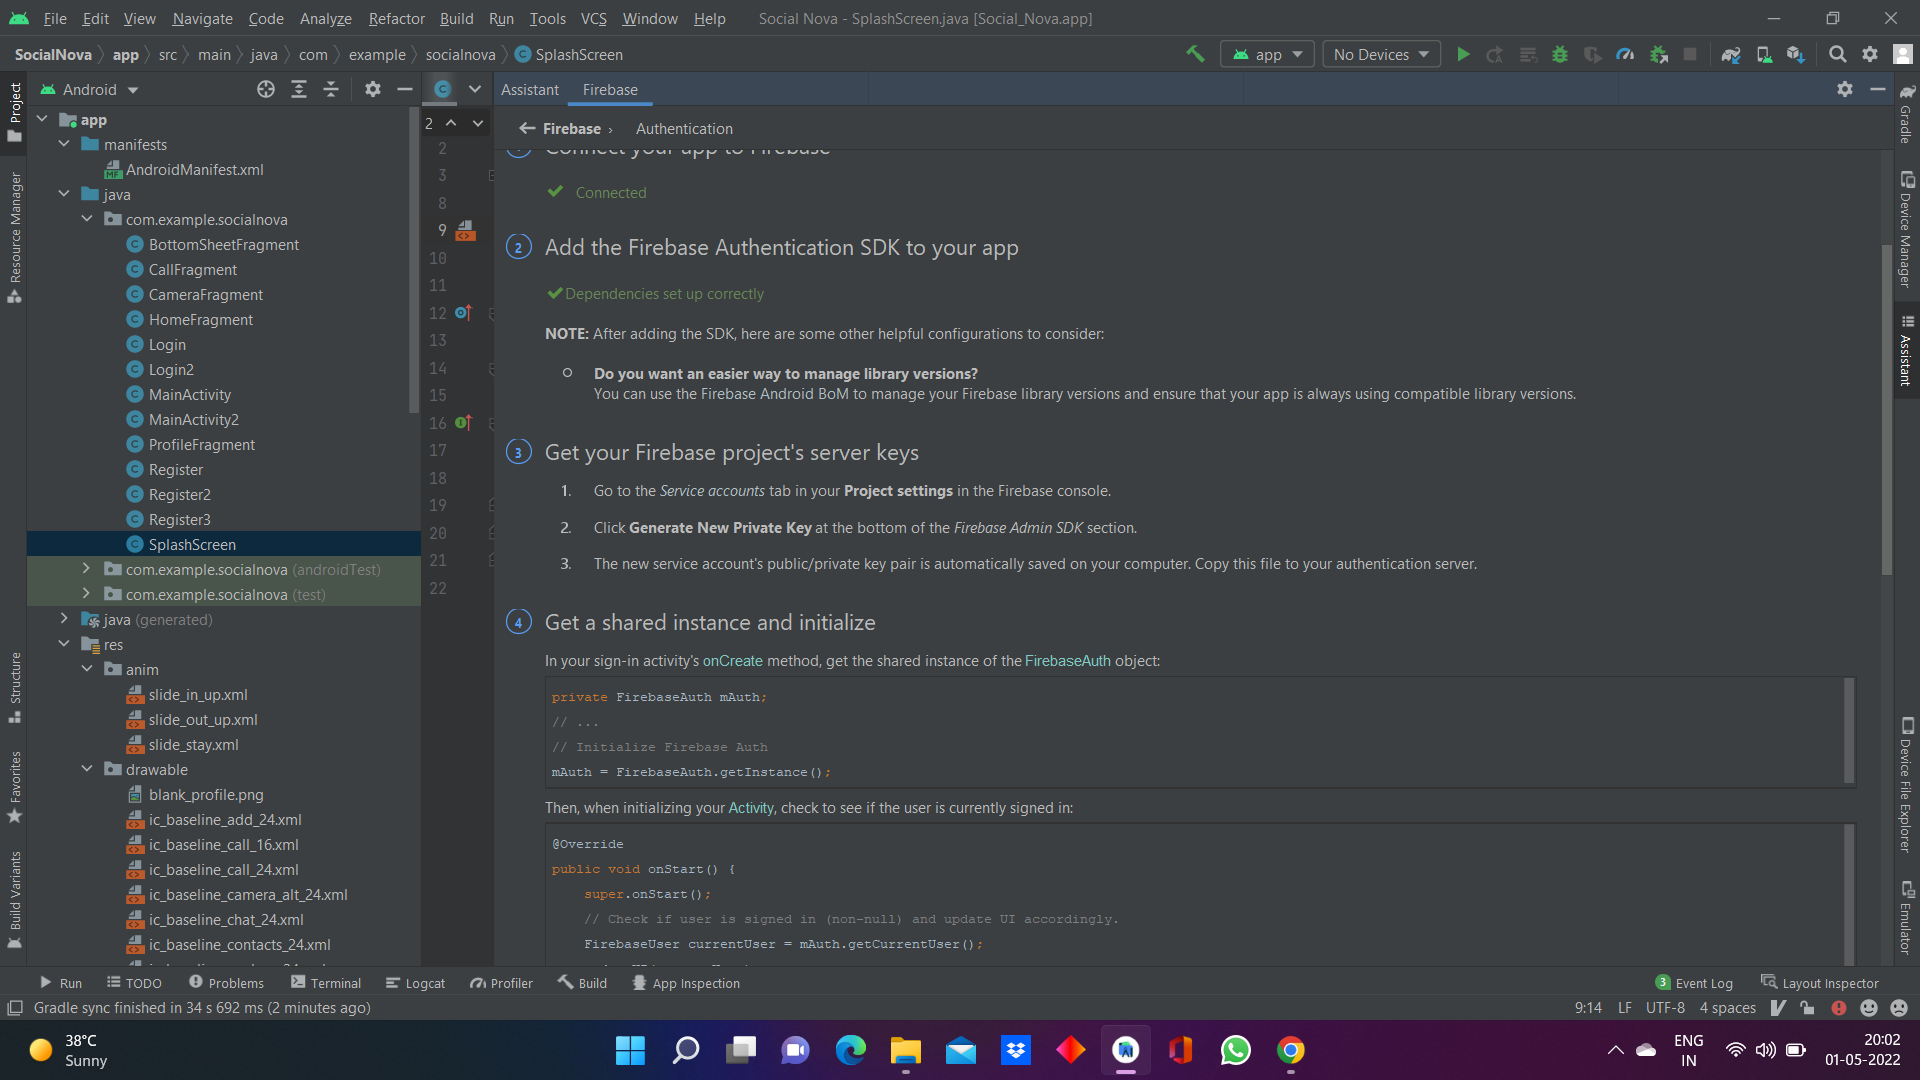 File Edit View Navigate Code Analyze Refactor Build Run Tools VCS Window Help Social Nova - SplashScreen.java [Social_Nova.app]
SocialNova app src main java com example socialnova SplashScreen app No Devices
Project
Resource Manager
Structure
Favorites
Build Variants
Android
app
manifests
AndroidManifest.xml
java
com.example.socialnova
BottomSheetFragment
CallFragment
CameraFragment
HomeFragment
Login
Login2
MainActivity
MainActivity2
ProfileFragment
Register
Register2
Register3
SplashScreen
com.example.socialnova (androidTest)
com.example.socialnova (test)
java (generated)
res
anim
slide_in_up.xml
slide_out_up.xml
slide_stay.xml
drawable
blank_profile.png
ic_baseline_add_24.xml
ic_baseline_call_16.xml
ic_baseline_call_24.xml
ic_baseline_camera_alt_24.xml
ic_baseline_chat_24.xml
ic_baseline_contacts_24.xml
2
2
3
8
9
10
11
12
13
14
15
16
17
18
19
20
21
22
Assistant Firebase
Firebase › Authentication
Connect your app to Firebase
Connected
2 Add the Firebase Authentication SDK to your app
Dependencies set up correctly
NOTE: After adding the SDK, here are some other helpful configurations to consider:
Do you want an easier way to manage library versions?
You can use the Firebase Android BoM to manage your Firebase library versions and ensure that your app is always using compatible library versions.
3 Get your Firebase project's server keys
1. Go to the Service accounts tab in your Project settings in the Firebase console.
2. Click Generate New Private Key at the bottom of the Firebase Admin SDK section.
3. The new service account's public/private key pair is automatically saved on your computer. Copy this file to your authentication server.
4 Get a shared instance and initialize
In your sign-in activity's onCreate method, get the shared instance of the FirebaseAuth object:
private FirebaseAuth mAuth;
// ...
// Initialize Firebase Auth
mAuth = FirebaseAuth.getInstance();
Then, when initializing your Activity, check to see if the user is currently signed in:
@Override
public void onStart() {
super.onStart();
// Check if user is signed in (non-null) and update UI accordingly.
FirebaseUser currentUser = mAuth.getCurrentUser();
Gradle
Device Manager
Assistant
Device File Explorer
Emulator
Run TODO Problems Terminal Logcat Profiler Build App Inspection 3 Event Log Layout Inspector
Gradle sync finished in 34 s 692 ms (2 minutes ago) 9:14 LF UTF-8 4 spaces
38°C
Sunny
ENG
IN
20:02
01-05-2022